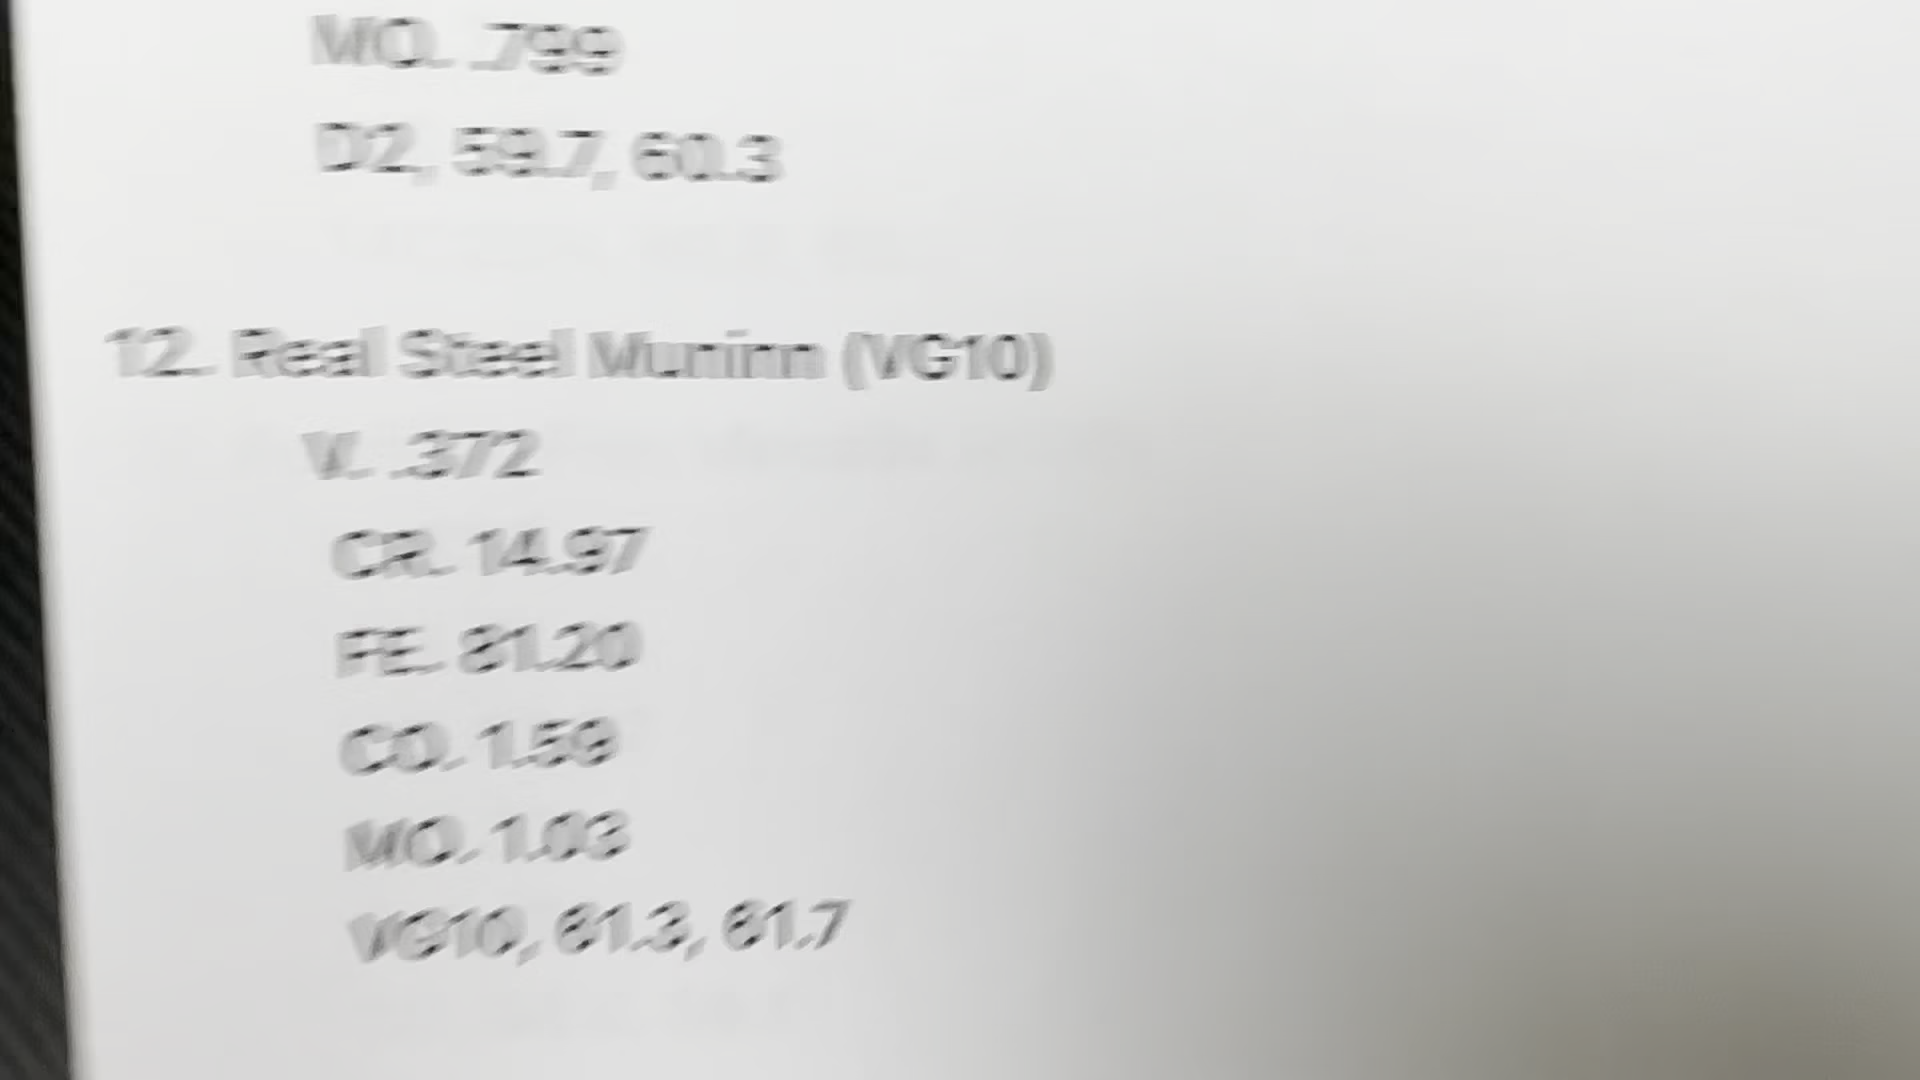 MO. .799
D2, 59.7, 60.3
12. Real Steel Muninn (VG10)
V. .372
CR. 14.97
FE. 81.20
CO. 1.59
MO. 1.03
VG10, 61.3, 61.7